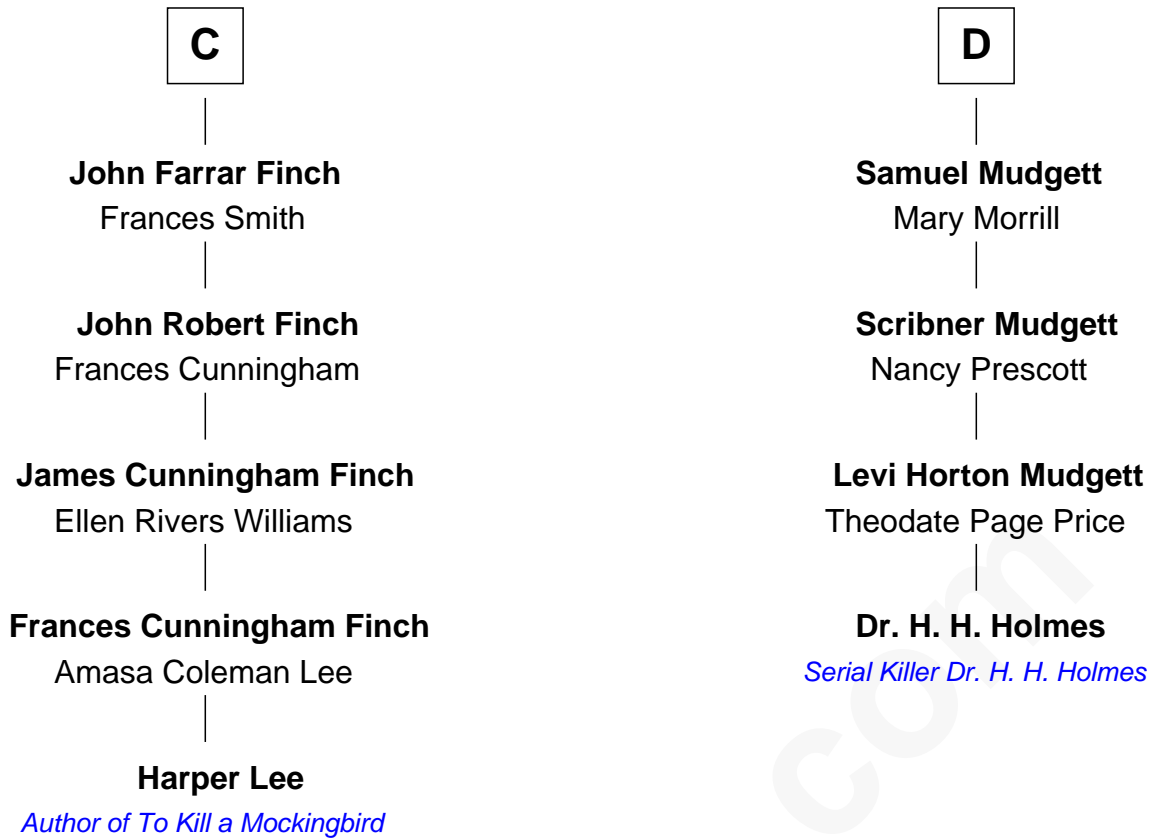 C
John Farrar Finch
Frances Smith
John Robert Finch
Frances Cunningham
James Cunningham Finch
Ellen Rivers Williams
Frances Cunningham Finch
Amasa Coleman Lee
Harper Lee
Author of To Kill a Mockingbird
D
Samuel Mudgett
Mary Morrill
Scribner Mudgett
Nancy Prescott
Levi Horton Mudgett
Theodate Page Price
Dr. H. H. Holmes
Serial Killer Dr. H. H. Holmes
com